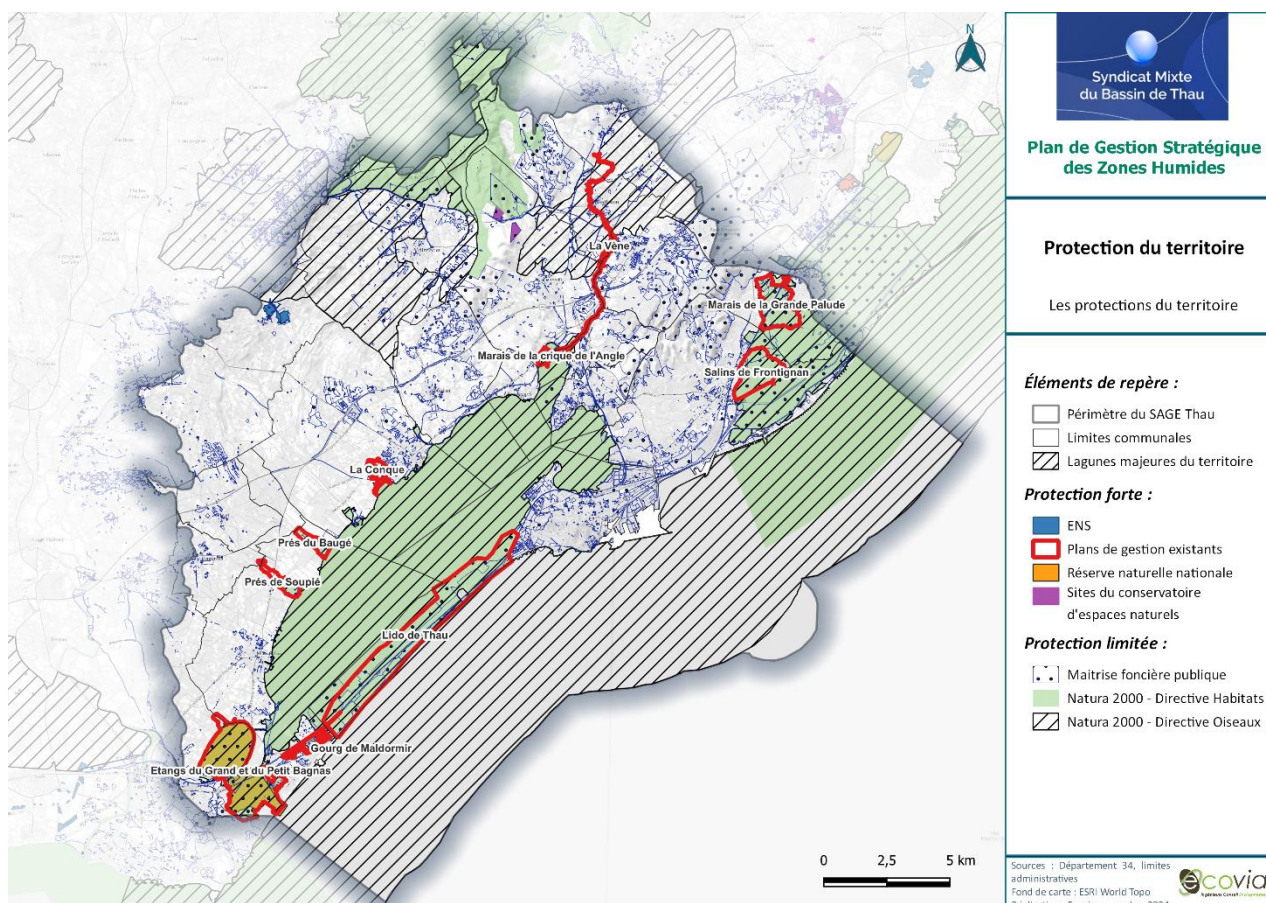 N
La Vène
Marais de la Grande Palude
Marais de la crique de l'Angle
Salins de Frontignan
La Conque
Prés du Baugé
Prés de Soupié
Lido de Thau
Gourg de Maldormir
Etangs du Grand et du Petit Bagnas
0 2,5 5 km
Syndicat Mixte
du Bassin de Thau
Plan de Gestion Stratégique
des Zones Humides
Protection du territoire
Les protections du territoire
Éléments de repère :
Périmètre du SAGE Thau
Limites communales
Lagunes majeures du territoire
Protection forte :
ENS
Plans de gestion existants
Réserve naturelle nationale
Sites du conservatoire
d'espaces naturels
Protection limitée :
Maitrise foncière publique
Natura 2000 - Directive Habitats
Natura 2000 - Directive Oiseaux
Sources : Département 34, limites
administratives
Fond de carte : ESRI World Topo
ecovia